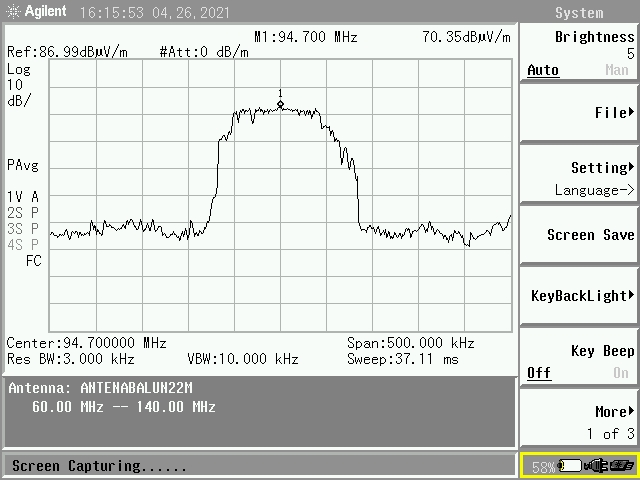 Agilent 16:15:53 04,26,2021
System
M1:94.700 MHz 70.35dBµV/m
Ref:86.99dBµV/m #Att:0 dB/m
Log
10
dB/
1
PAvg
1V A
2S P
3S P
4S P
FC
Center:94.700000 MHz Span:500.000 kHz
Res BW:3.000 kHz VBW:10.000 kHz Sweep:37.11 ms
Antenna: ANTENABALUN22M
60.00 MHz -- 140.00 MHz
Screen Capturing......
Brightness
5
Auto Man
File
Setting
Language->
Screen Save
KeyBackLight
Key Beep
Off On
More
1 of 3
58%